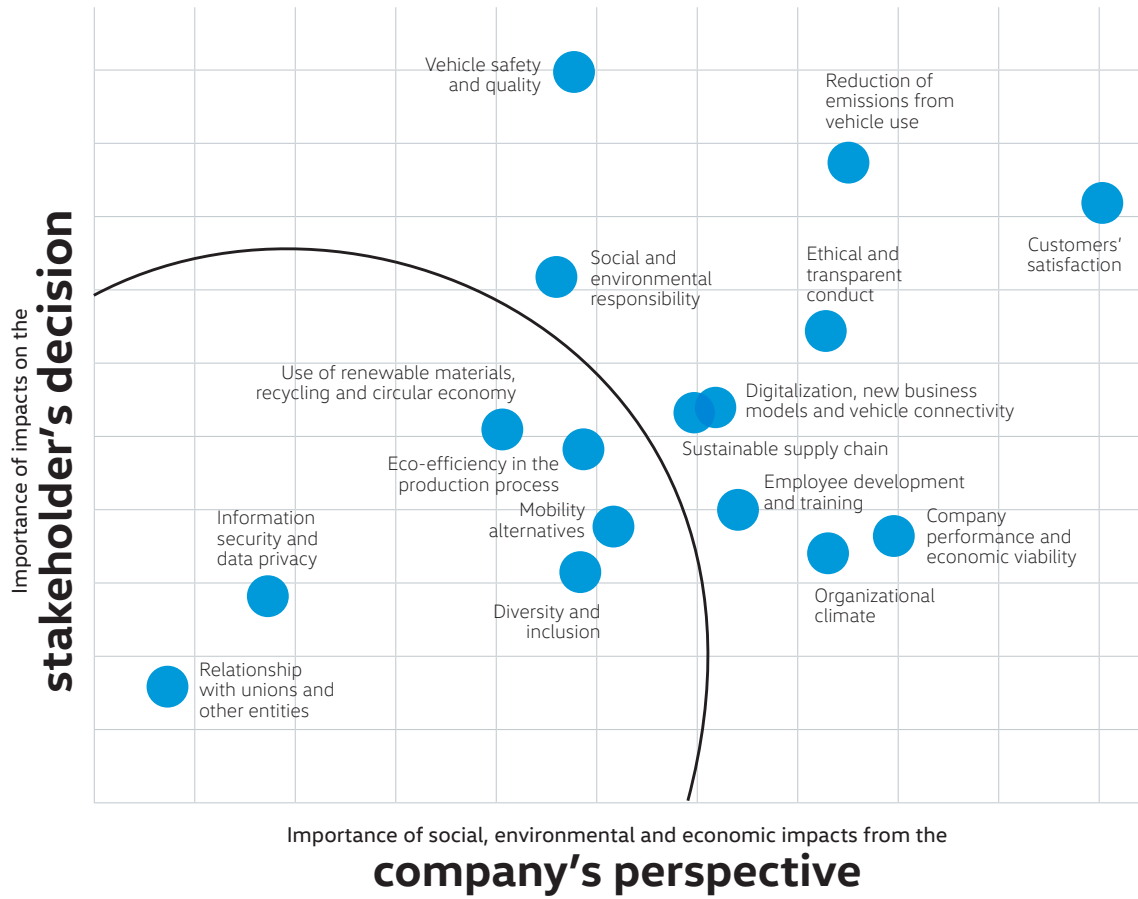 Vehicle safety
and quality
Reduction of
emissions from
vehicle use
Customers’
satisfaction
Social and
environmental
responsibility
Ethical and
transparent
conduct
Use of renewable materials,
recycling and circular economy
Digitalization, new business
models and vehicle connectivity
Sustainable supply chain
Eco-efficiency in the
production process
Employee development
and training
Mobility
alternatives
Information
security and
data privacy
Company
performance and
economic viability
Organizational
climate
Diversity and
inclusion
Relationship
with unions and
other entities
Importance of impacts on the
stakeholder’s decision
Importance of social, environmental and economic impacts from the
company’s perspective